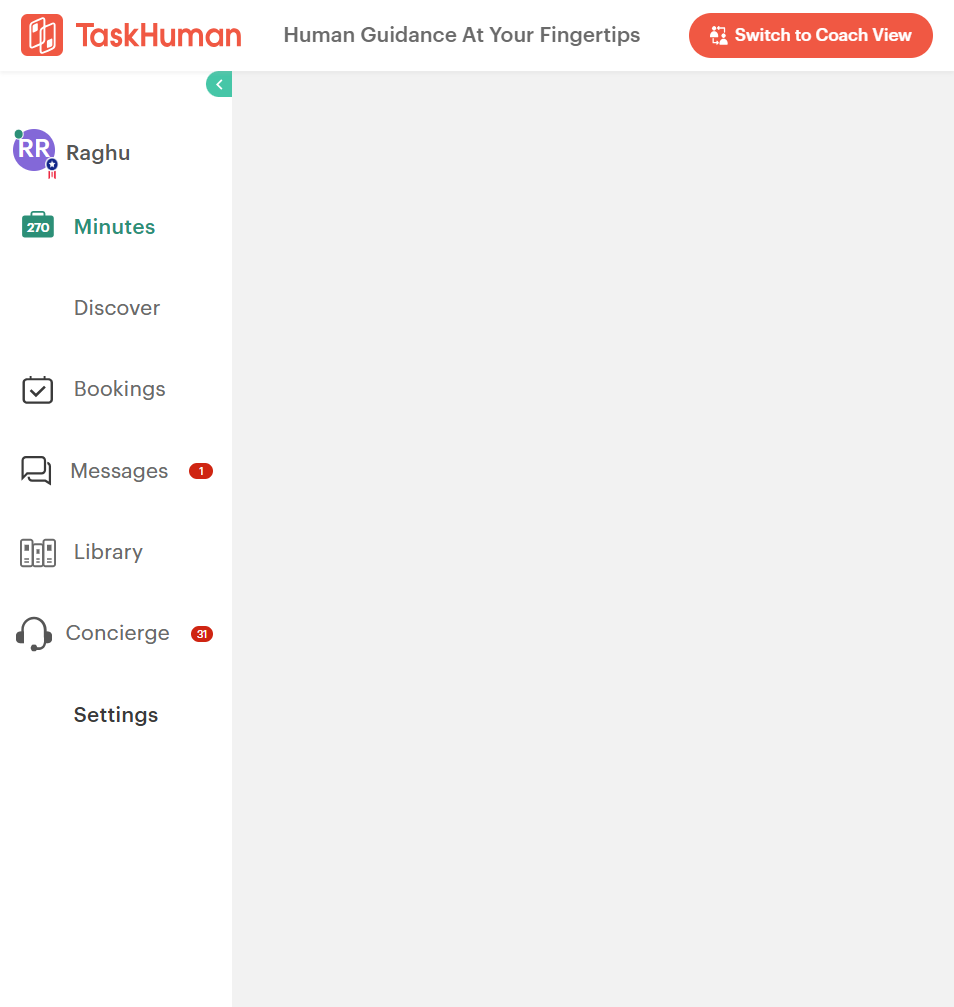 TaskHuman
Human Guidance At Your Fingertips
Switch to Coach View
RR
Raghu
270
Minutes
Discover
Bookings
Messages
1
Library
Concierge
31
Settings